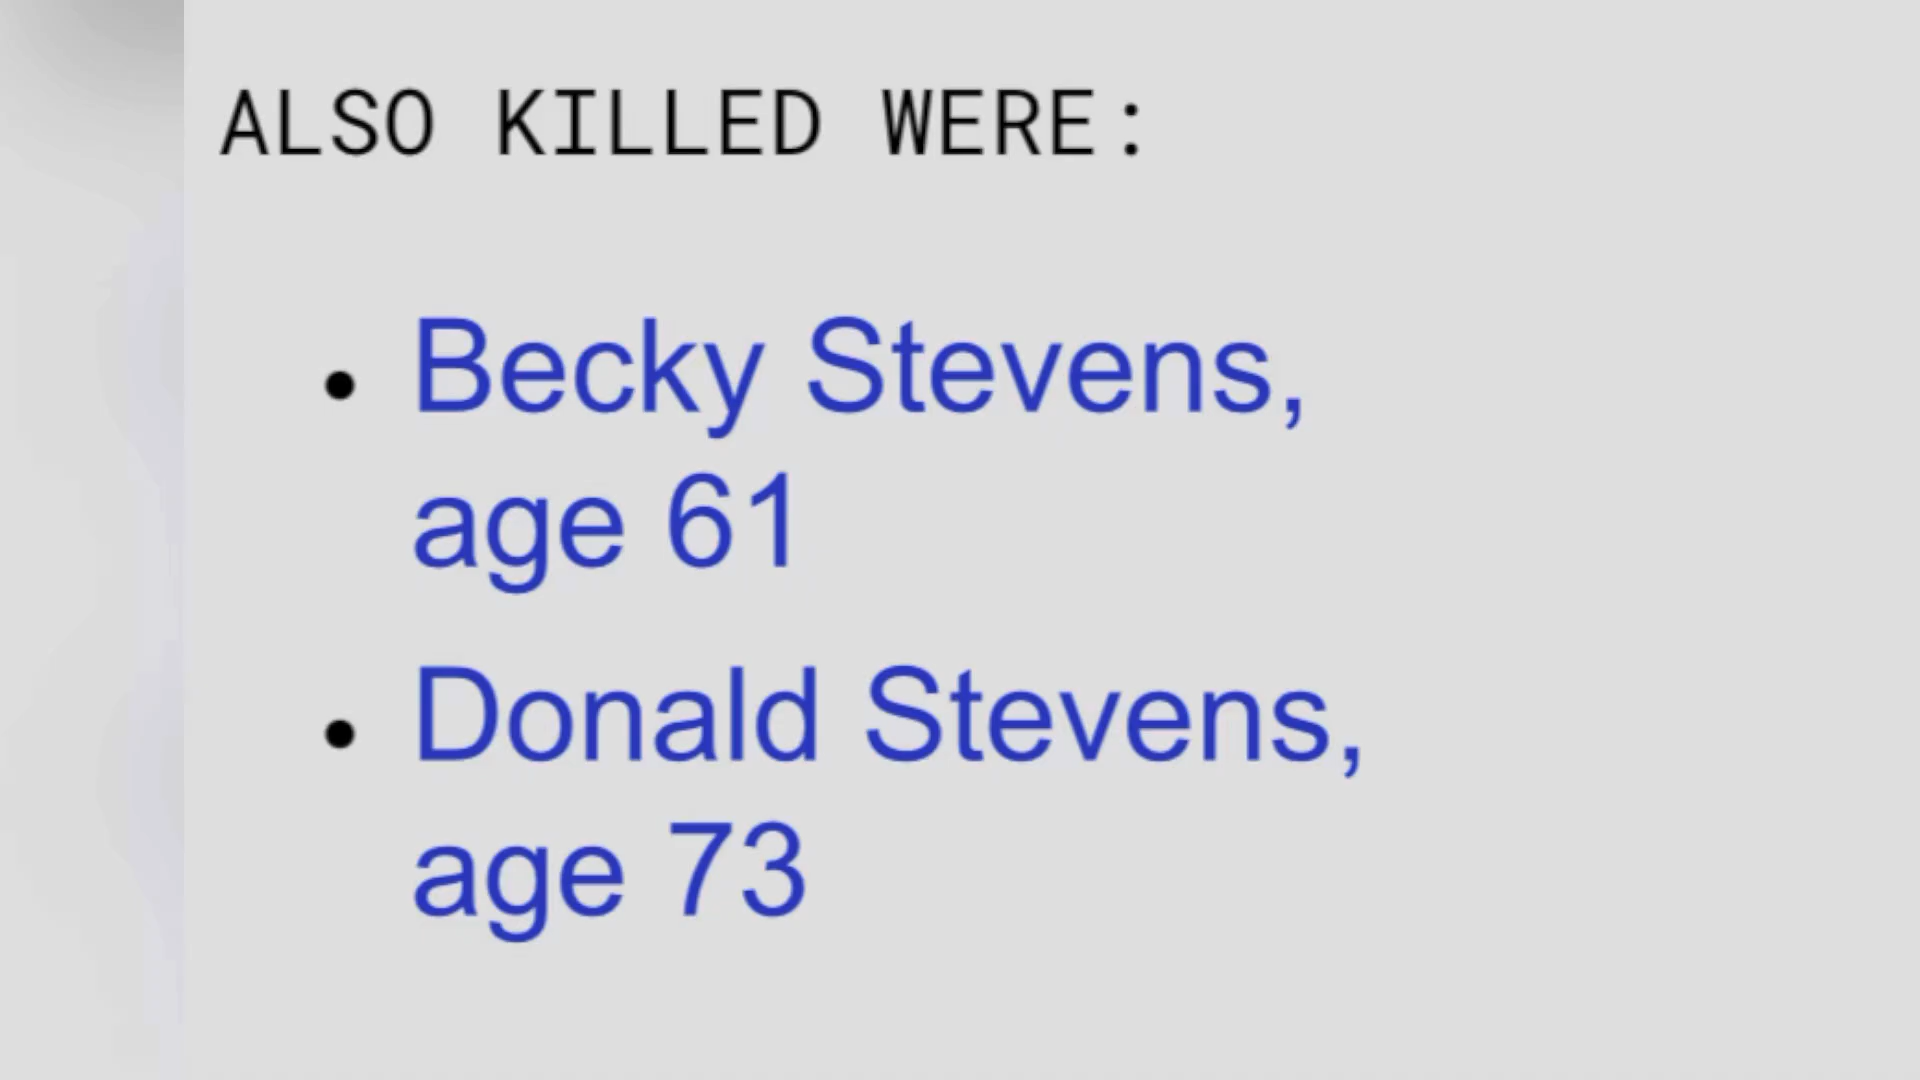 ALSO KILLED WERE:
• Becky Stevens,
age 61
• Donald Stevens,
age 73